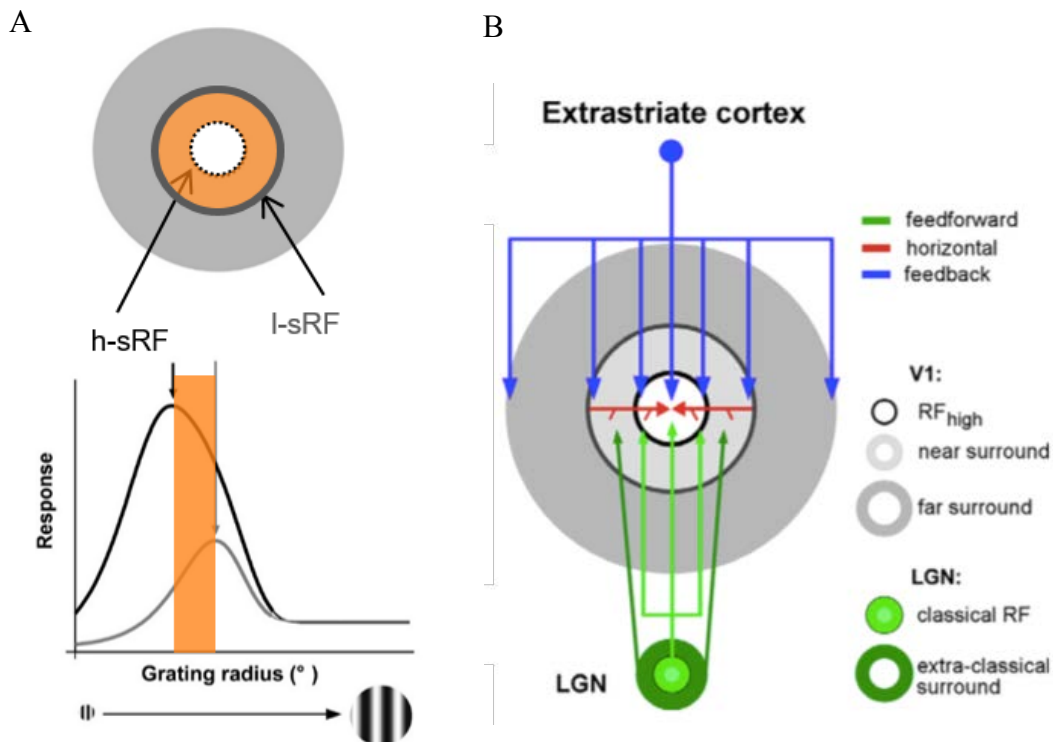 A
B
h-sRF
l-sRF
Response
Grating radius (° )
Extrastriate cortex
feedforward
horizontal
feedback
V1:
RFhigh
near surround
far surround
LGN:
classical RF
extra-classical
surround
LGN